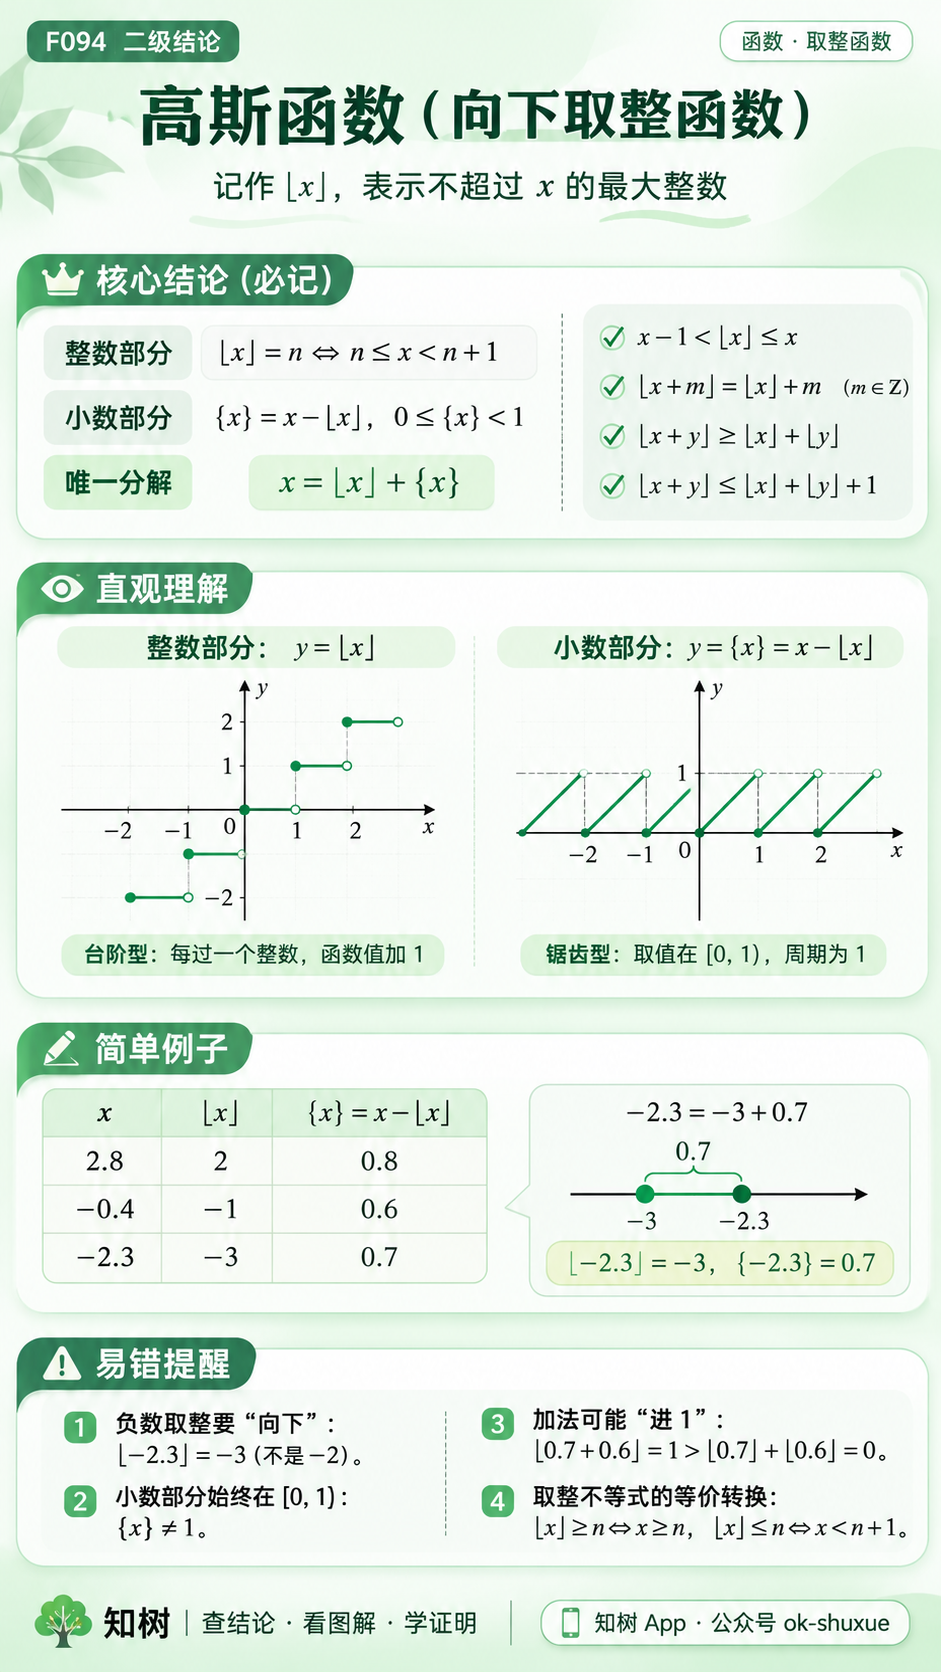 F094 二级结论
函数 · 取整函数
高斯函数（向下取整函数）
记作 ⌊x⌋，表示不超过 x 的最大整数
核心结论（必记）
整数部分 ⌊x⌋ = n ⇔ n ≤ x < n + 1
小数部分 {x} = x − ⌊x⌋，0 ≤ {x} < 1
唯一分解 x = ⌊x⌋ + {x}
x − 1 < ⌊x⌋ ≤ x
⌊x + m⌋ = ⌊x⌋ + m (m ∈ Z)
⌊x + y⌋ ≥ ⌊x⌋ + ⌊y⌋
⌊x + y⌋ ≤ ⌊x⌋ + ⌊y⌋ + 1
直观理解
整数部分： y = ⌊x⌋
y
2
1
−2 −1 0 1 2 x
−2
台阶型：每过一个整数，函数值加 1
小数部分：y = {x} = x − ⌊x⌋
y
1
−2 −1 0 1 2 x
锯齿型：取值在 [0, 1)，周期为 1
简单例子
x ⌊x⌋ {x} = x − ⌊x⌋
2.8 2 0.8
−0.4 −1 0.6
−2.3 −3 0.7
−2.3 = −3 + 0.7
0.7
−3 −2.3
⌊−2.3⌋ = −3， {−2.3} = 0.7
易错提醒
1 负数取整要“向下”：
⌊−2.3⌋ = −3 (不是 −2)。
2 小数部分始终在 [0, 1)：
{x} ≠ 1。
3 加法可能“进 1”：
⌊0.7 + 0.6⌋ = 1 > ⌊0.7⌋ + ⌊0.6⌋ = 0。
4 取整不等式的等价转换：
⌊x⌋ ≥ n ⇔ x ≥ n， ⌊x⌋ ≤ n ⇔ x < n + 1。
知树 | 查结论 · 看图解 · 学证明
知树 App · 公众号 ok-shuxue